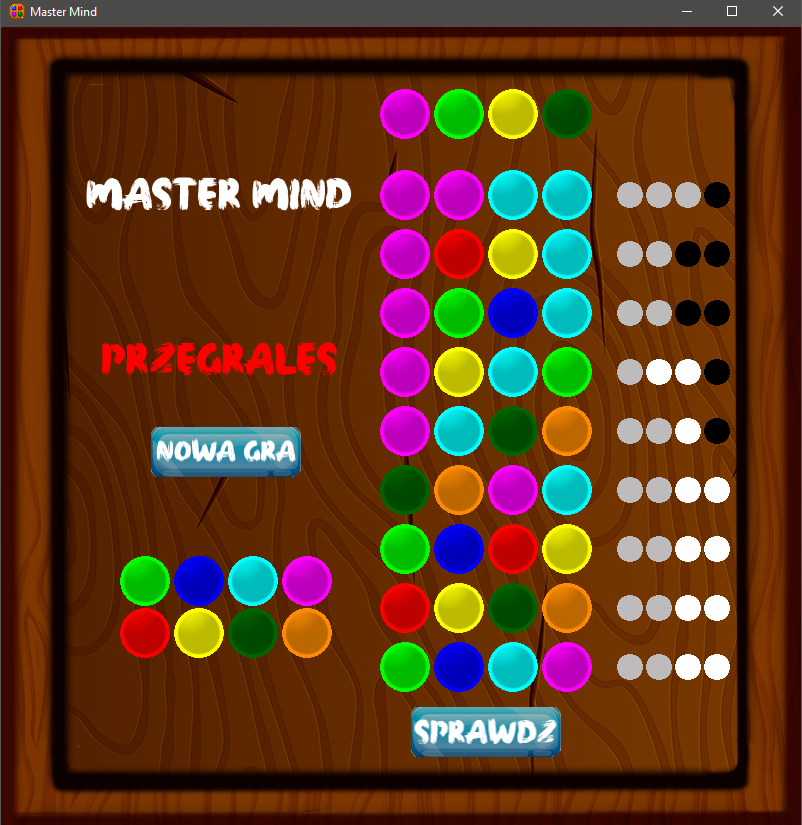 Master Mind
MASTER MIND
PRZEGRALES
NOWA GRA
SPRAWDZ